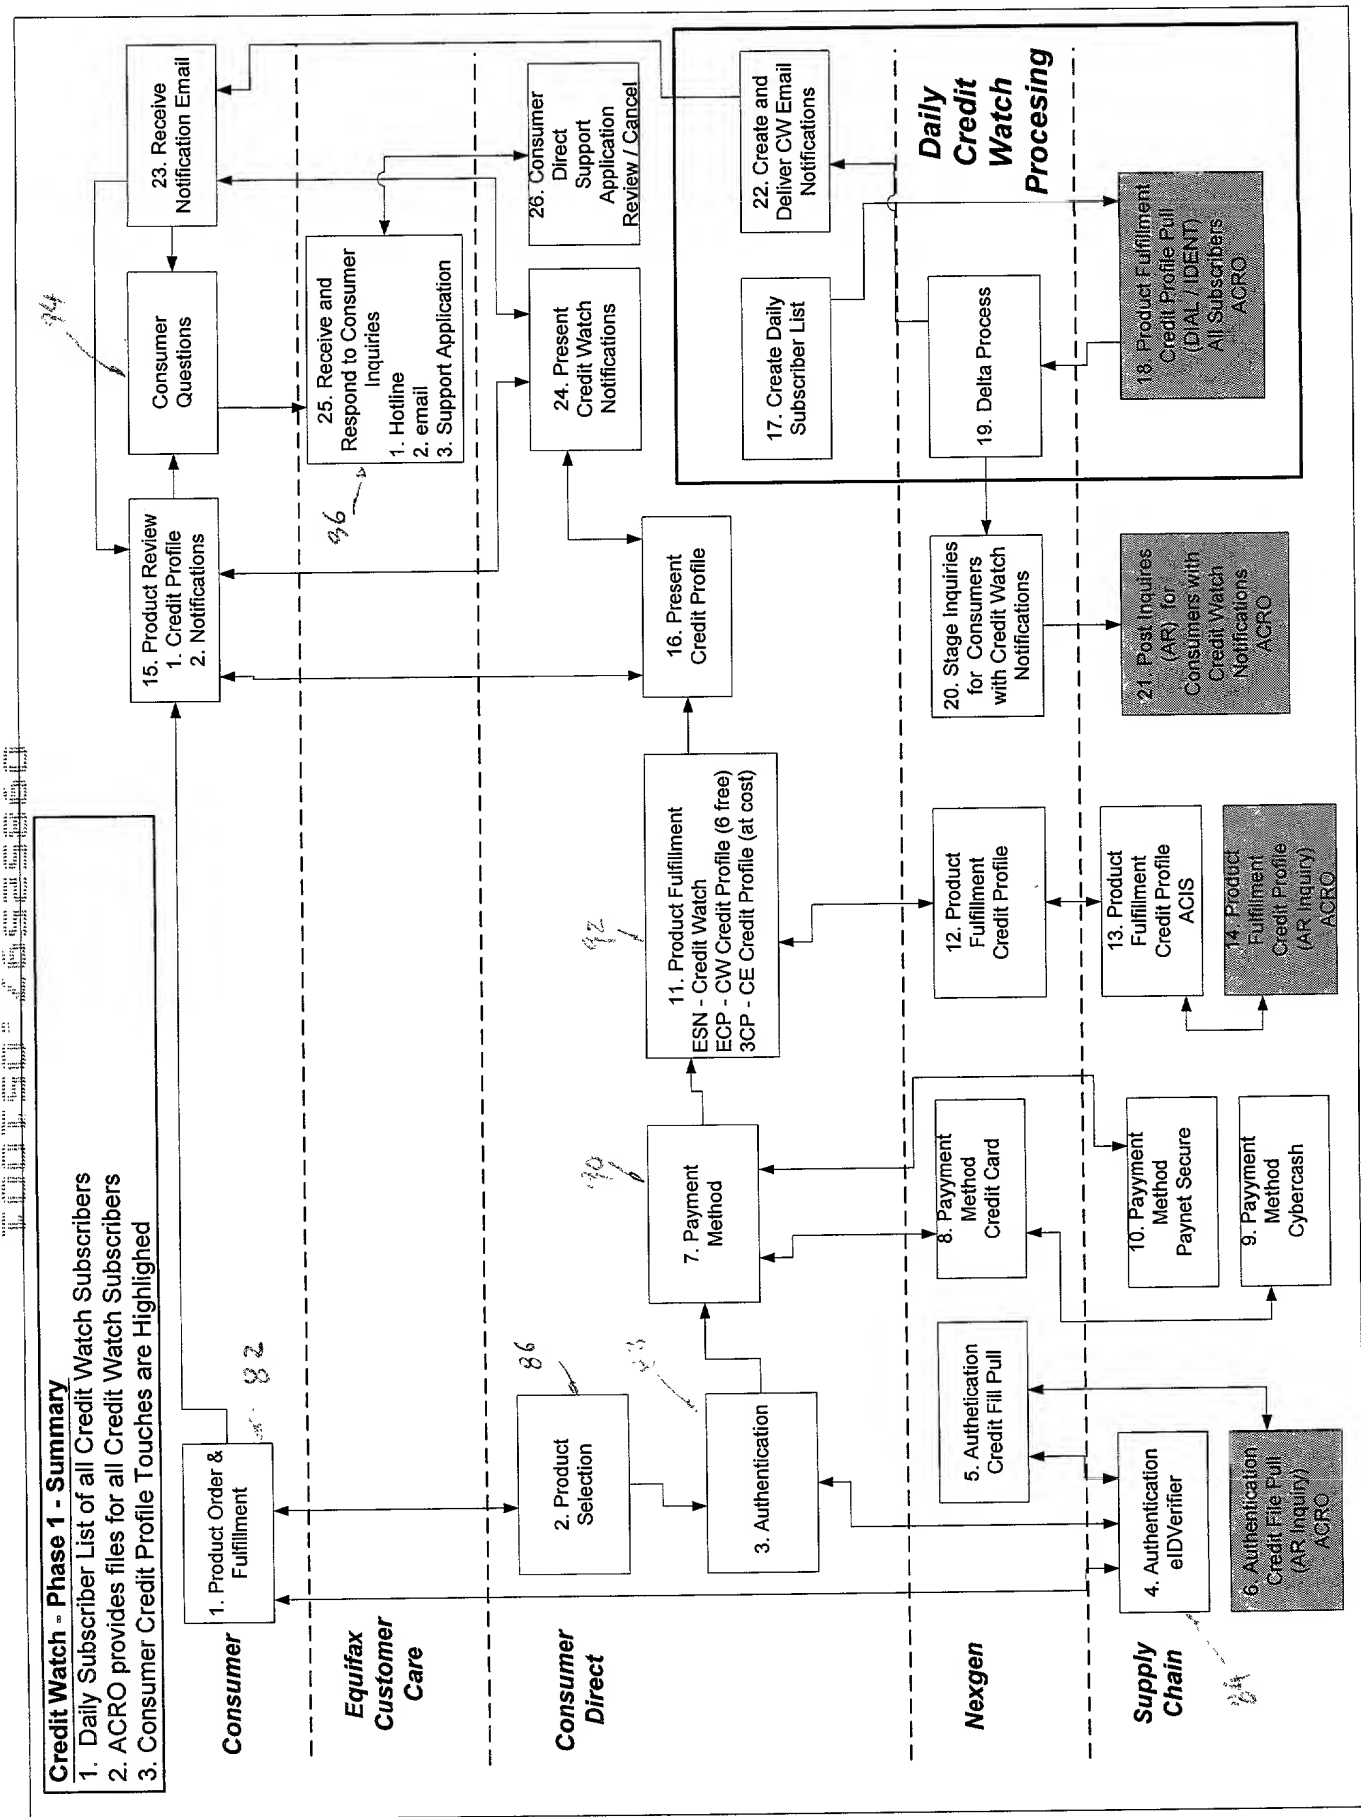 Credit Watch - Phase 1 - Summary
1. Daily Subscriber List of all Credit Watch Subscribers
2. ACRO provides files for all Credit Watch Subscribers
3. Consumer Credit Profile Touches are Highlighed
Consumer
1. Product Order &
Fulfillment
82
15. Product Review
1. Credit Profile
2. Notifications
Consumer
Questions
94
23. Receive
Notification Email
Equifax
Customer
Care
25. Receive and
Respond to Consumer
Inquiries
1. Hotline
2. email
3. Support Application
96
Consumer
Direct
2. Product
Selection
86
3. Authentication
7. Payment
Method
90
11. Product Fulfillment
ESN - Credit Watch
ECP - CW Credit Profile (6 free)
3CP - CE Credit Profile (at cost)
92
16. Present
Credit Profile
24. Present
Credit Watch
Notifications
26. Consumer
Direct
Support
Application
Review / Cancel
17. Create Daily
Subscriber List
22. Create and
Deliver CW Email
Notifications
Nexgen
5. Authetication
Credit Fill Pull
8. Payyment
Method
Credit Card
12. Product
Fulfillment
Credit Profile
20. Stage Inquiries
for Consumers
with Credit Watch
Notifications
19. Delta Process
Daily
Credit
Watch
Procesing
Supply
Chain
4. Authentication
eIDVerifier
84
6. Authentication
Credit File Pull
(AR Inquiry)
ACRO
10. Payyment
Method
Paynet Secure
9. Payyment
Method
Cybercash
13. Product
Fulfillment
Credit Profile
ACIS
14. Product
Fulfillment
Credit Profile
(AR Inquiry)
ACRO
21. Post Inquires
(AR) for
Consumers with
Credit Watch
Notifications
ACRO
18. Product Fulfillment
Credit Profile Pull
(DIAL / IDENT)
All Subscribers
ACRO